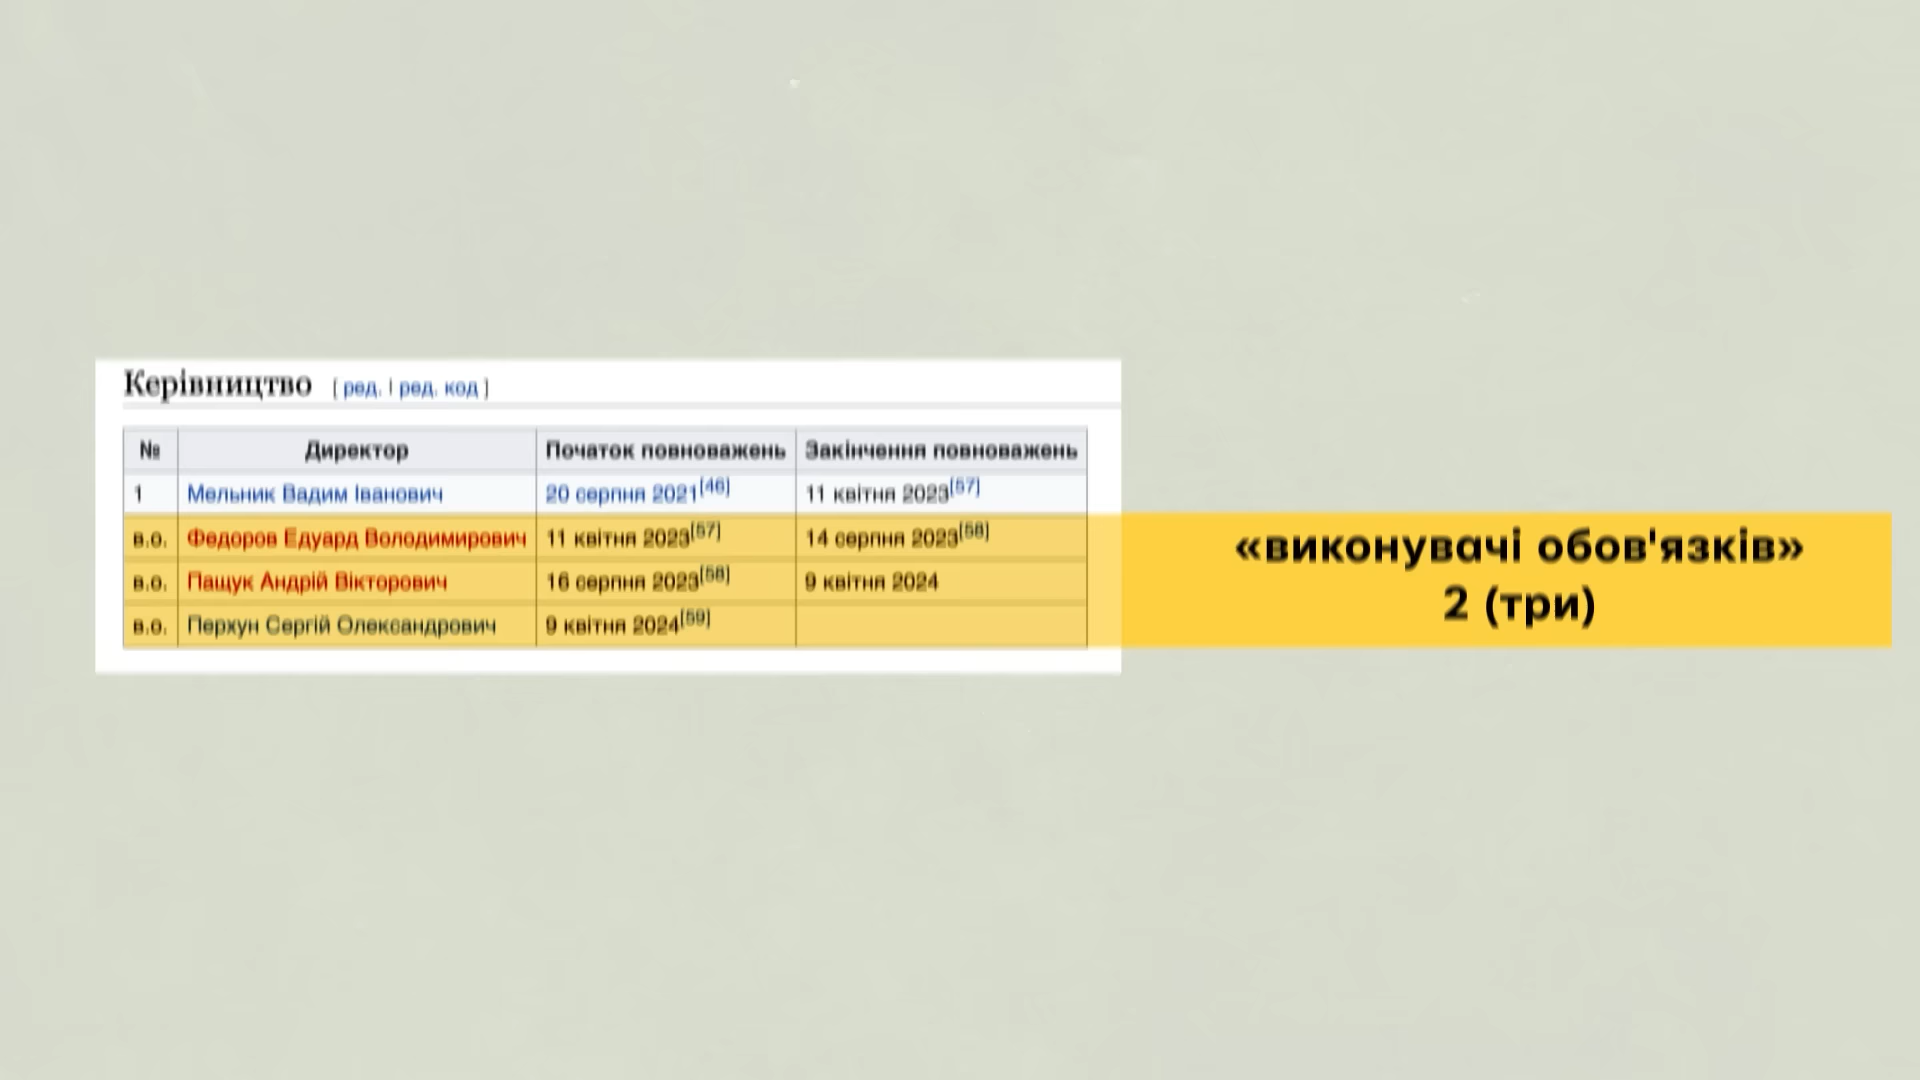 Керівництво [ ред. | ред. код ]
№ Директор Початок повноважень Закінчення повноважень
1 Мельник Вадим Іванович 20 серпня 2021[46] 11 квітня 2023[57]
в.о. Федоров Едуард Володимирович 11 квітня 2023[57] 14 серпня 2023[58]
в.о. Пащук Андрій Вікторович 16 серпня 2023[58] 9 квітня 2024
в.о. Перхун Сергій Олександрович 9 квітня 2024[59]
«виконувачі обов'язків»
2 (три)